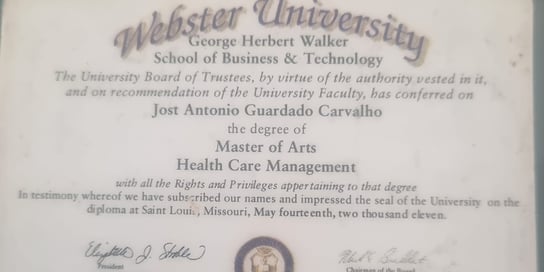 Webster University
George Herbert Walker
School of Business & Technology
The University Board of Trustees, by virtue of the authority vested in it,
and on recommendation of the University Faculty, has conferred on
Jost Antonio Guardado Carvalho
the degree of
Master of Arts
Health Care Management
with all the Rights and Privileges appertaining to that degree
In testimony whereof we have subscribed our names and impressed the seal of the University on the
diploma at Saint Louis, Missouri, May fourteenth, two thousand eleven.
Elizabeth J. Stroble
President
Chairman of the Board